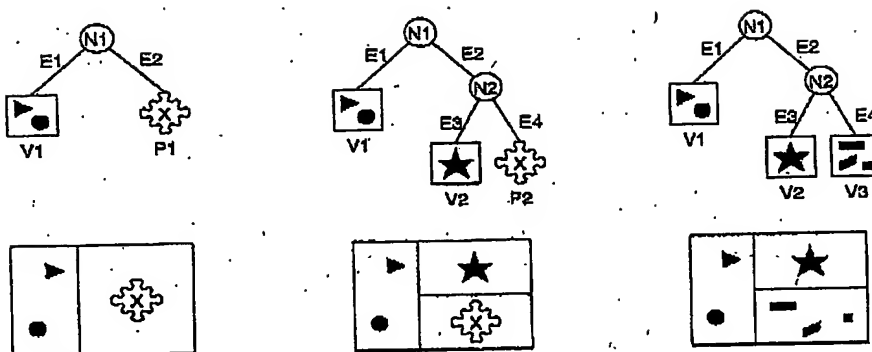 N1 N1 N1
E1 E2 E1 E2 E1 E2
N2 N2
X E3 E4 E3 E4
V1 P1 V1 X V1
V2 P2 V2 V3
X
X